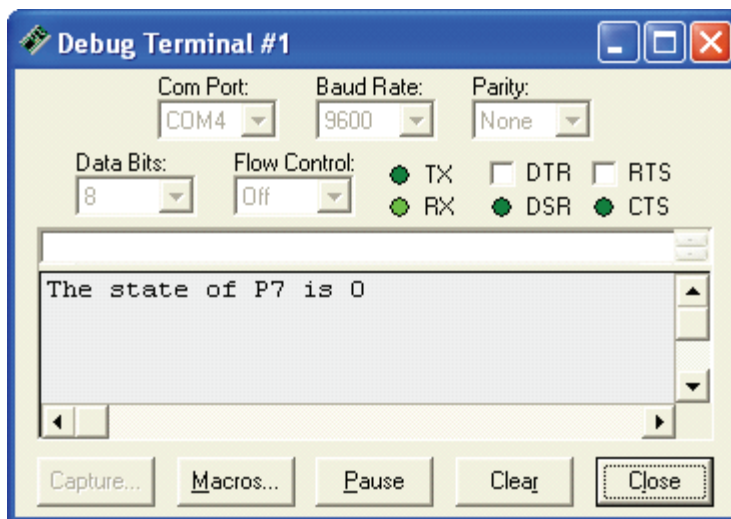 Debug Terminal #1
Com Port: Baud Rate: Parity:
COM4 9600 None
Data Bits: Flow Control: TX DTR RTS
8 Off RX DSR CTS
The state of P7 is 0
Capture... Macros... Pause Clear Close